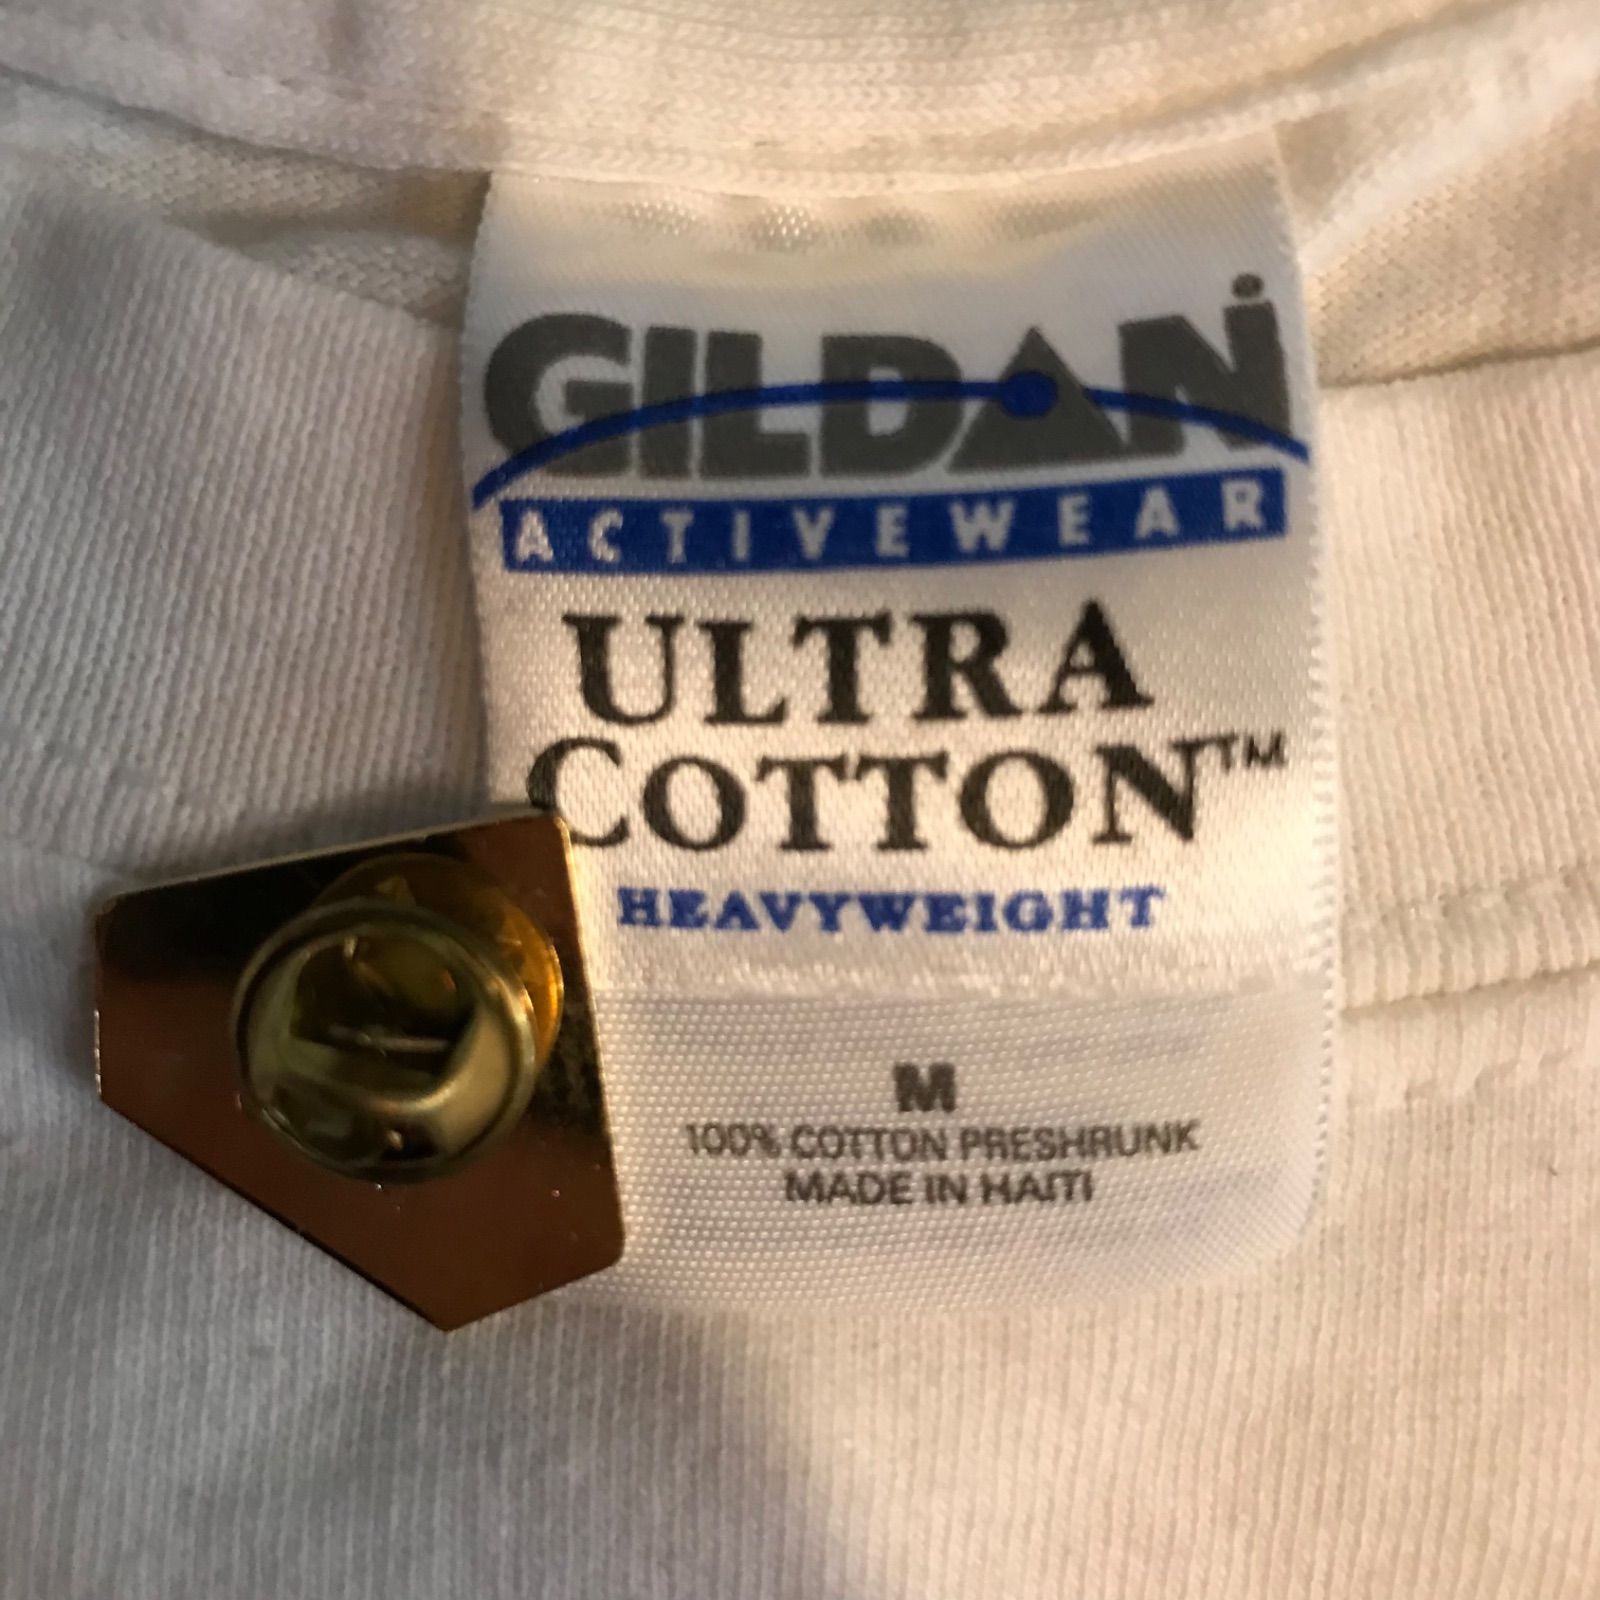 GILDAN
ACTIVEWEAR
ULTRA
COTTON™
HEAVYWEIGHT
M
100% COTTON PRESHRUNK
MADE IN HAITI